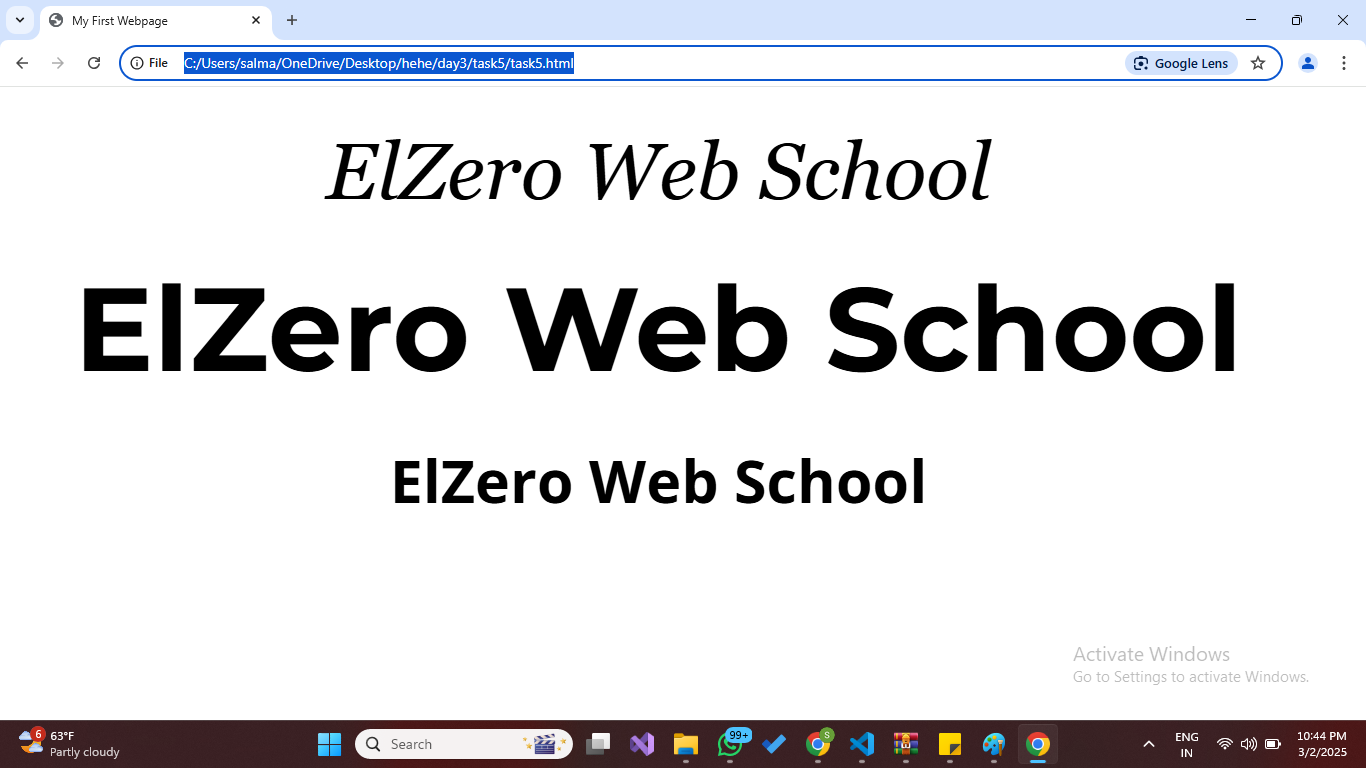 My First Webpage
File C:/Users/salma/OneDrive/Desktop/hehe/day3/task5/task5.html Google Lens
ElZero Web School
ElZero Web School
ElZero Web School
Activate Windows
Go to Settings to activate Windows.
6 63°F
Partly cloudy
Search
99+
S
ENG
IN
10:44 PM
3/2/2025